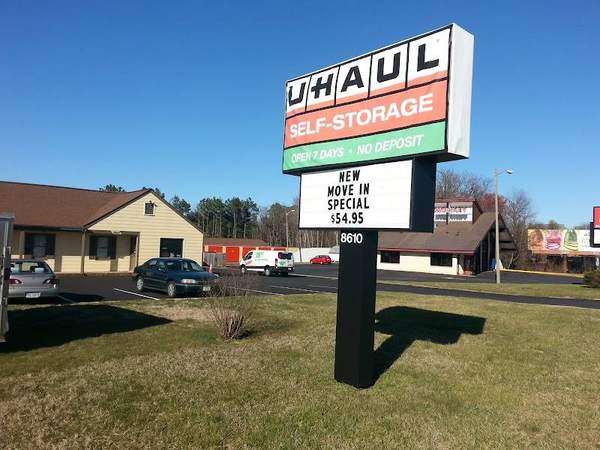 UHAUL
SELF-STORAGE
OPEN 7 DAYS • NO DEPOSIT
NEW
MOVE IN
SPECIAL
$54.95
8610